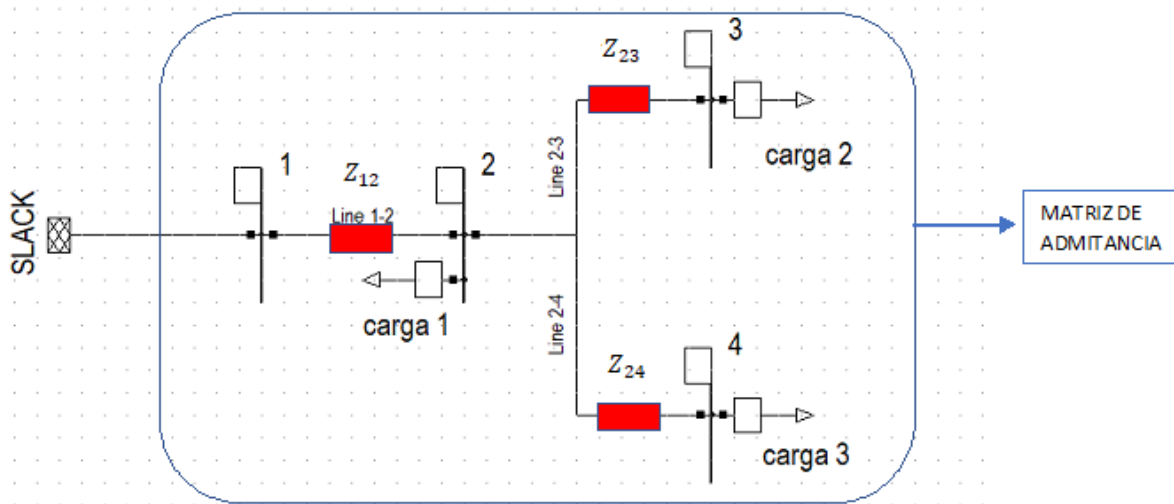 SLACK
1
Z12
Line 1-2
2
carga 1
Line 2-3
Z23
3
carga 2
Line 2-4
Z24
4
carga 3
MATRIZ DE
ADMITANCIA